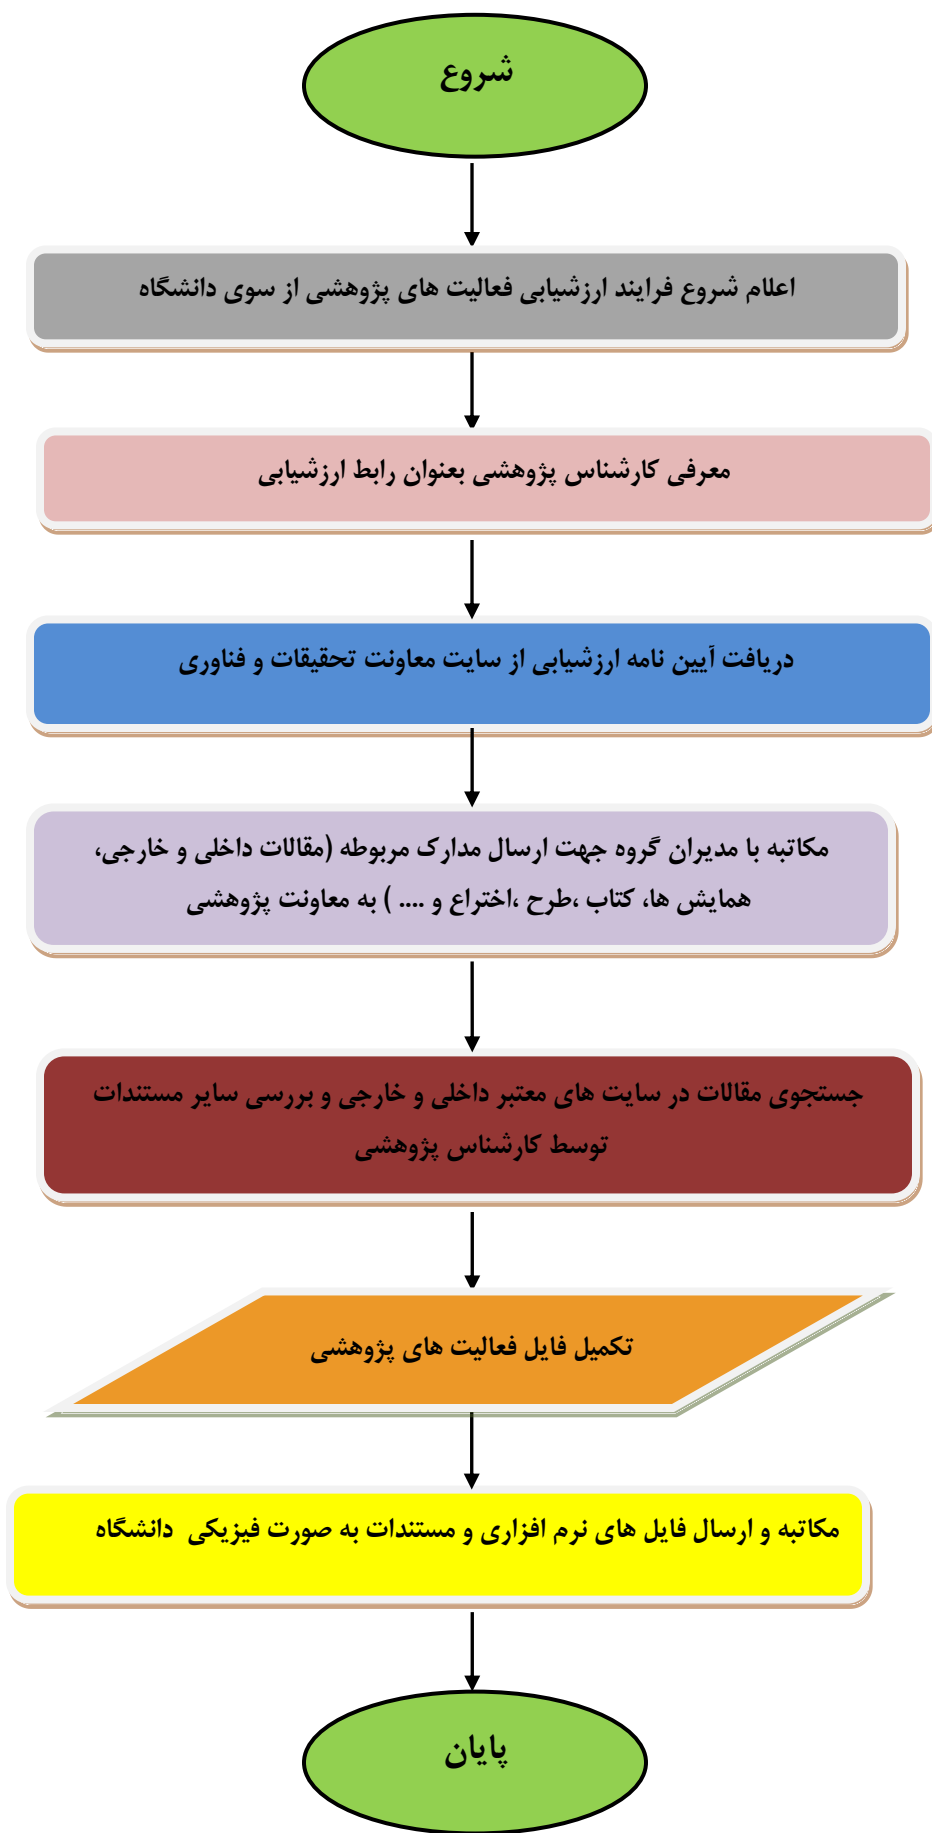 شروع
اعلام شروع فرایند ارزشیابی فعالیت های پژوهشی از سوی دانشگاه
معرفی کارشناس پژوهشی بعنوان رابط ارزشیابی
دریافت آیین نامه ارزشیابی از سایت معاونت تحقیقات و فناوری
مکاتبه با مدیران گروه جهت ارسال مدارک مربوطه (مقالات داخلی و خارجی،
همایش ها، کتاب ،طرح ،اختراع و .... ) به معاونت پژوهشی
جستجوی مقالات در سایت های معتبر داخلی و خارجی و بررسی سایر مستندات
توسط کارشناس پژوهشی
تکمیل فایل فعالیت های پژوهشی
مکاتبه و ارسال فایل های نرم افزاری و مستندات به صورت فیزیکی دانشگاه
پایان